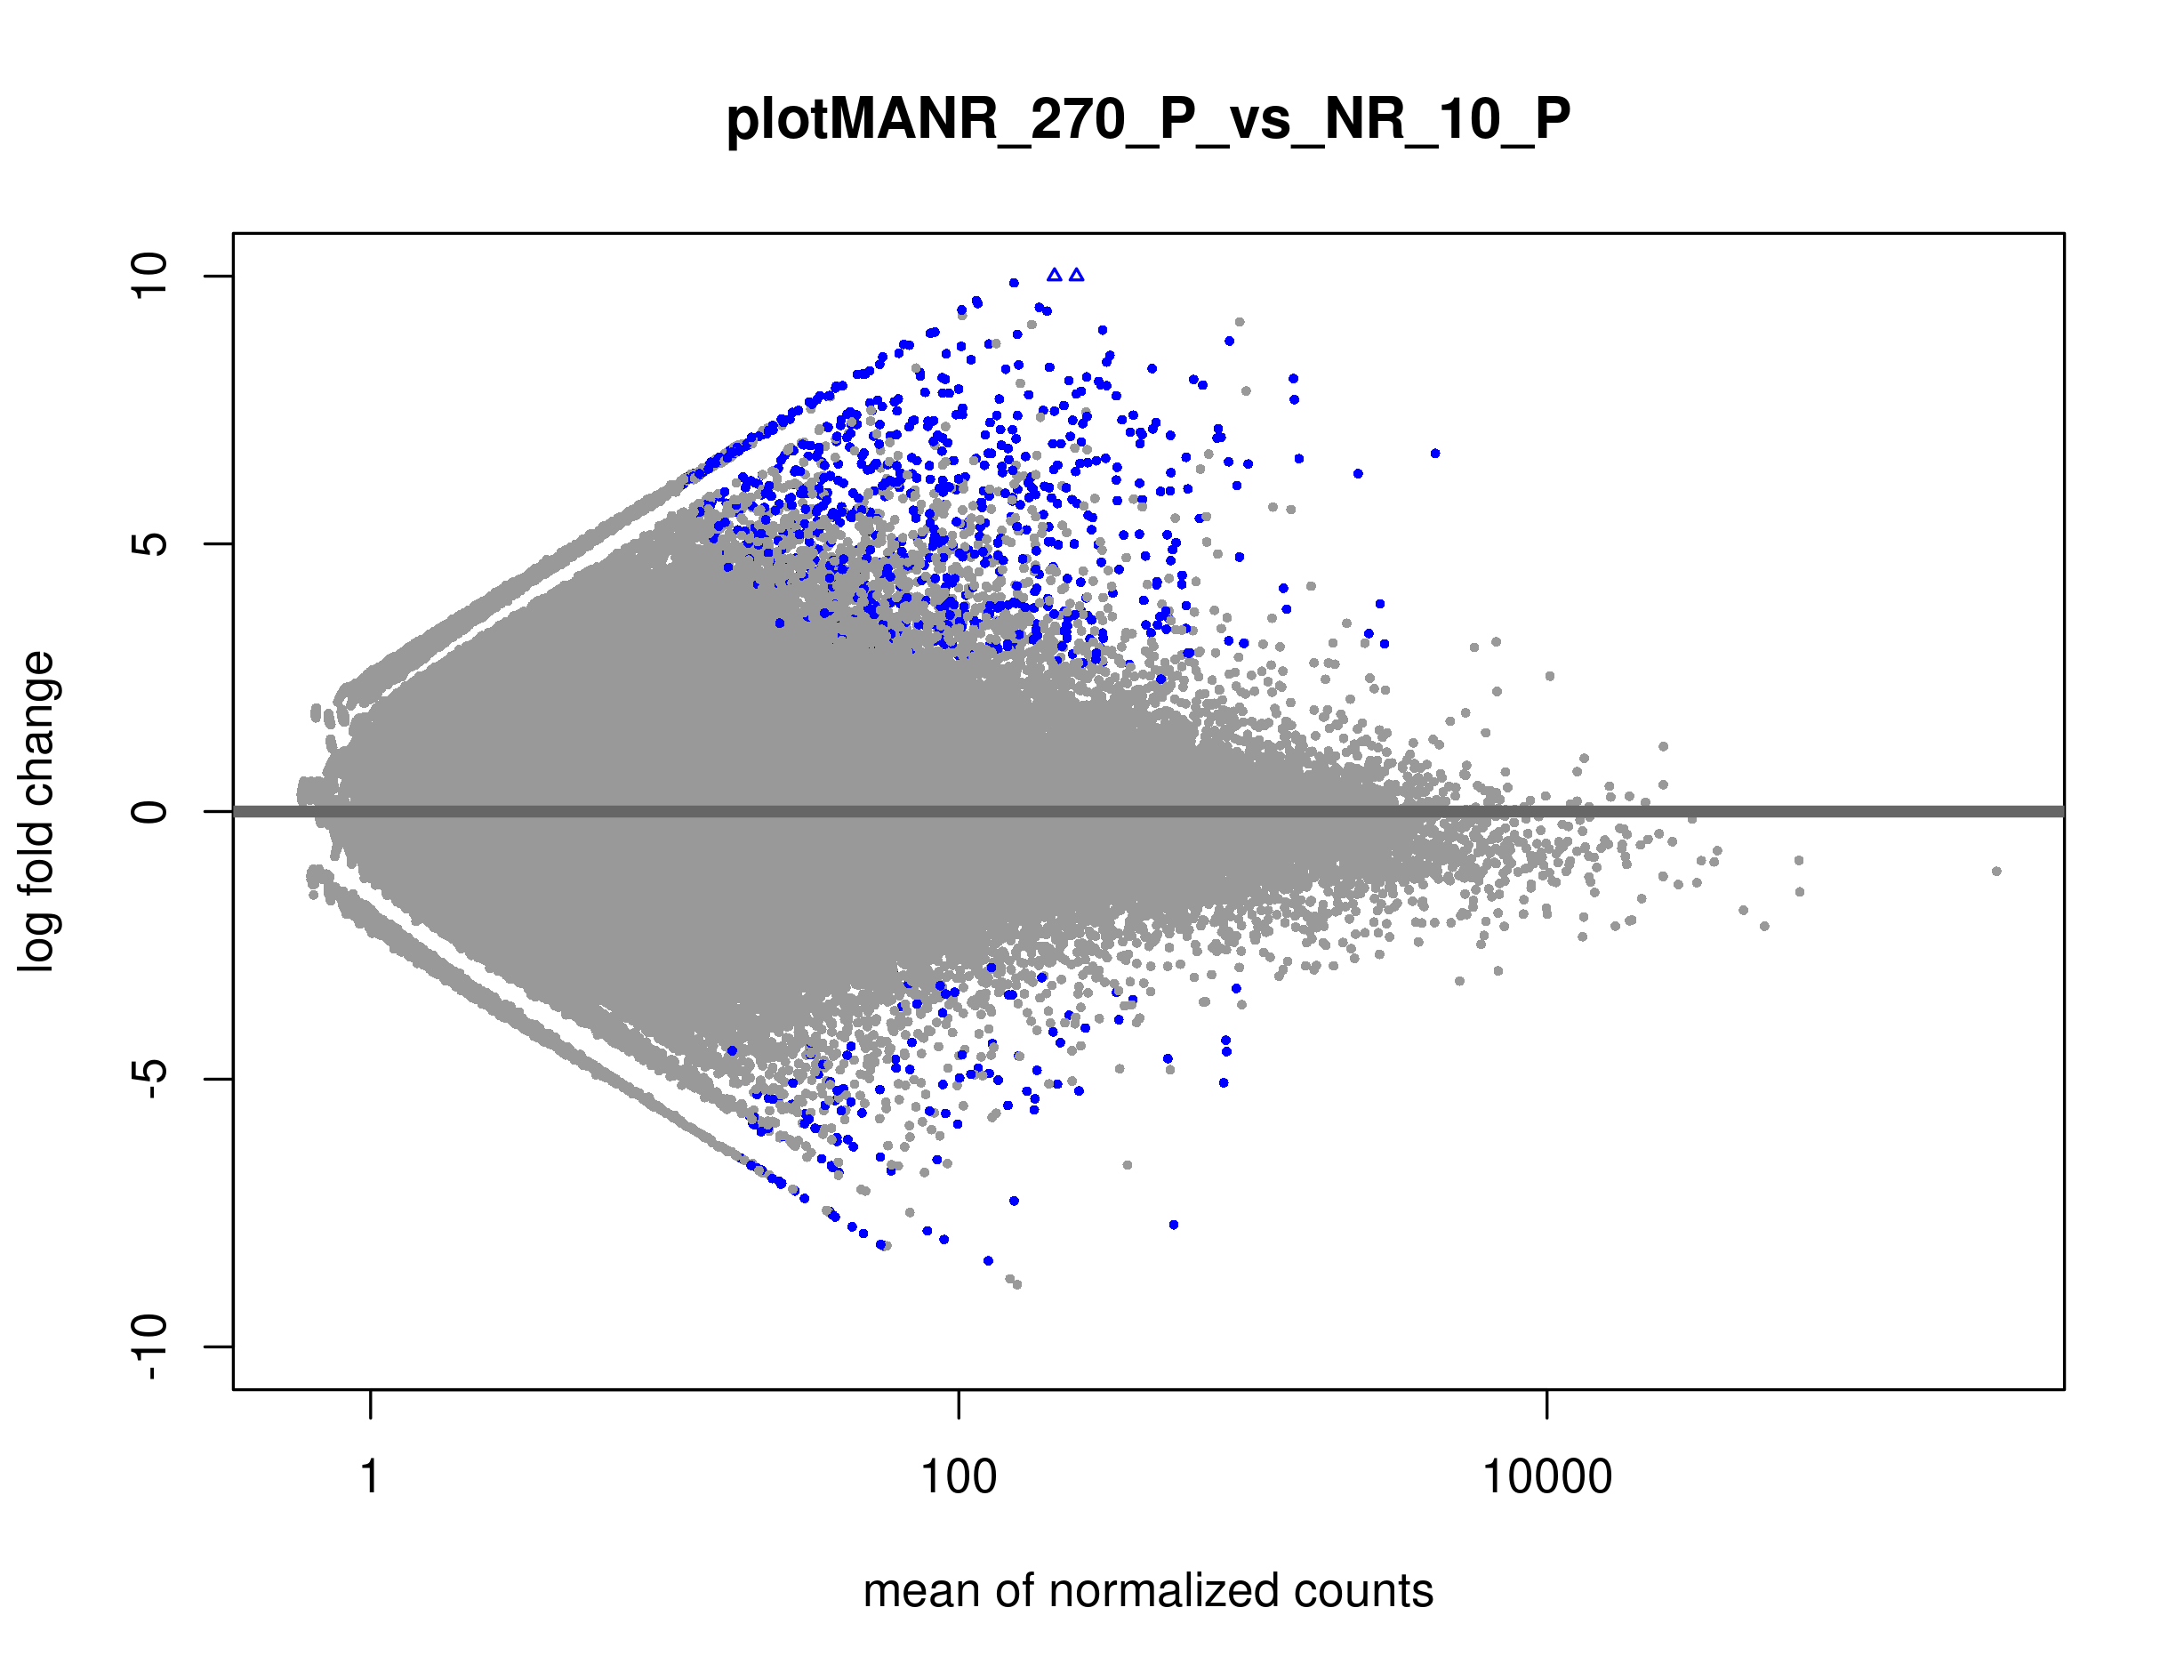 plotMANR_270_P_vs_NR_10_P
10
5
0
-5
-10
log fold change
1 100 10000
mean of normalized counts